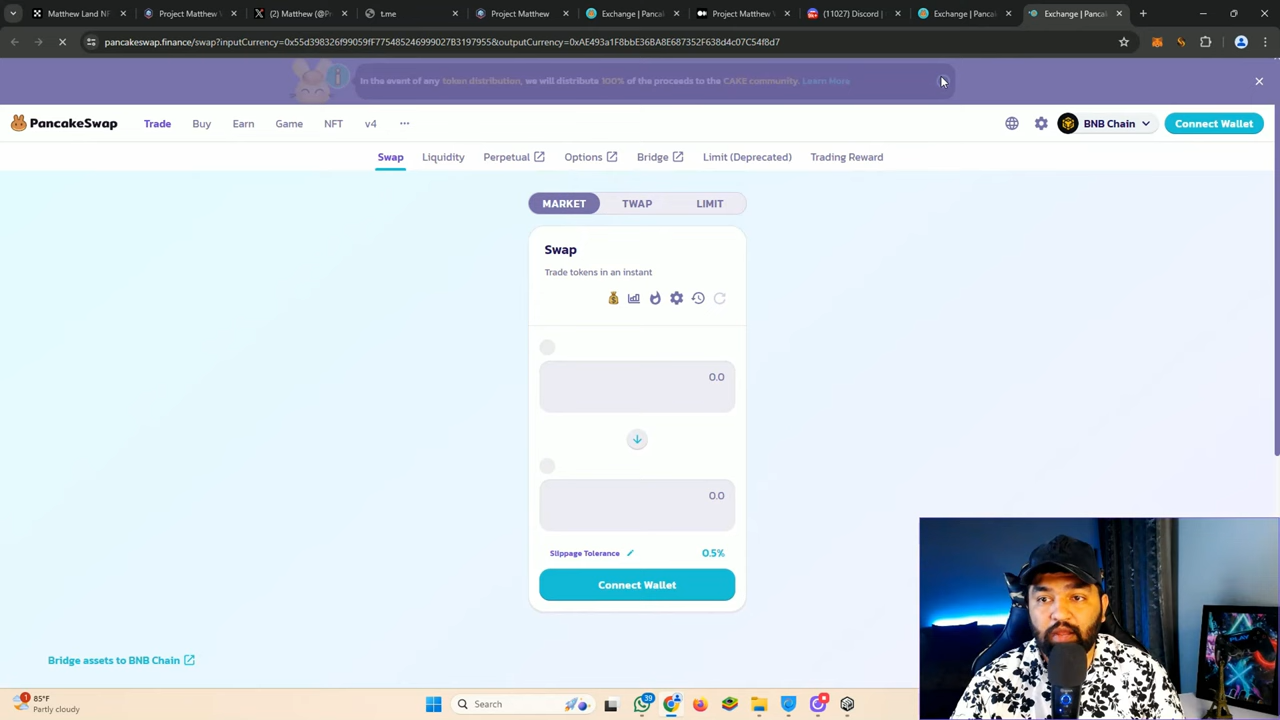 Matthew Land NF
Project Matthew
(2) Matthew (@P
t.me
Project Matthew
Exchange | Panca
Project Matthew
(11027) Discord |
Exchange | Panca
Exchange | Panca
pancakeswap.finance/swap?inputCurrency=0x55d398326f99059fF775485246999027B3197955&outputCurrency=0xAE493a1F8bbE36BA8E687352F638d4c07C54f8d7
In the event of any token distribution, we will distribute 100% of the proceeds to the CAKE community. Learn More
PancakeSwap
Trade
Buy
Earn
Game
NFT
v4
BNB Chain
Connect Wallet
Swap
Liquidity
Perpetual
Options
Bridge
Limit (Deprecated)
Trading Reward
MARKET
TWAP
LIMIT
Swap
Trade tokens in an instant
0.0
0.0
Slippage Tolerance
0.5%
Connect Wallet
Bridge assets to BNB Chain
PLAY
1
85°F
Partly cloudy
Search
39